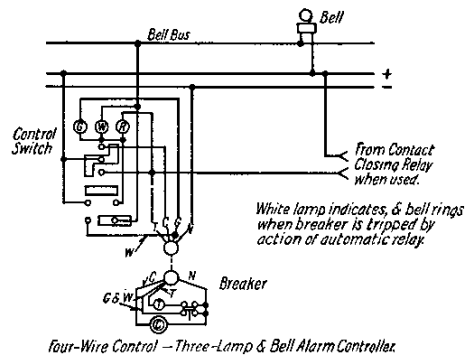 Bell
Bell Bus
+
−
G W R
Control
Switch
From Contact
Closing Relay
when used.
White lamp indicates, & bell rings
when breaker is tripped by
action of automatic relay.
T C G N
W
C N
G & W T
Breaker
T
C
Four-Wire Control – Three-Lamp & Bell Alarm Controller.